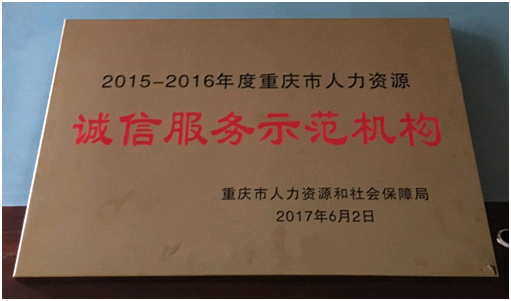 2015-2016年度重庆市人力资源
诚信服务示范机构
重庆市人力资源和社会保障局
2017年6月2日